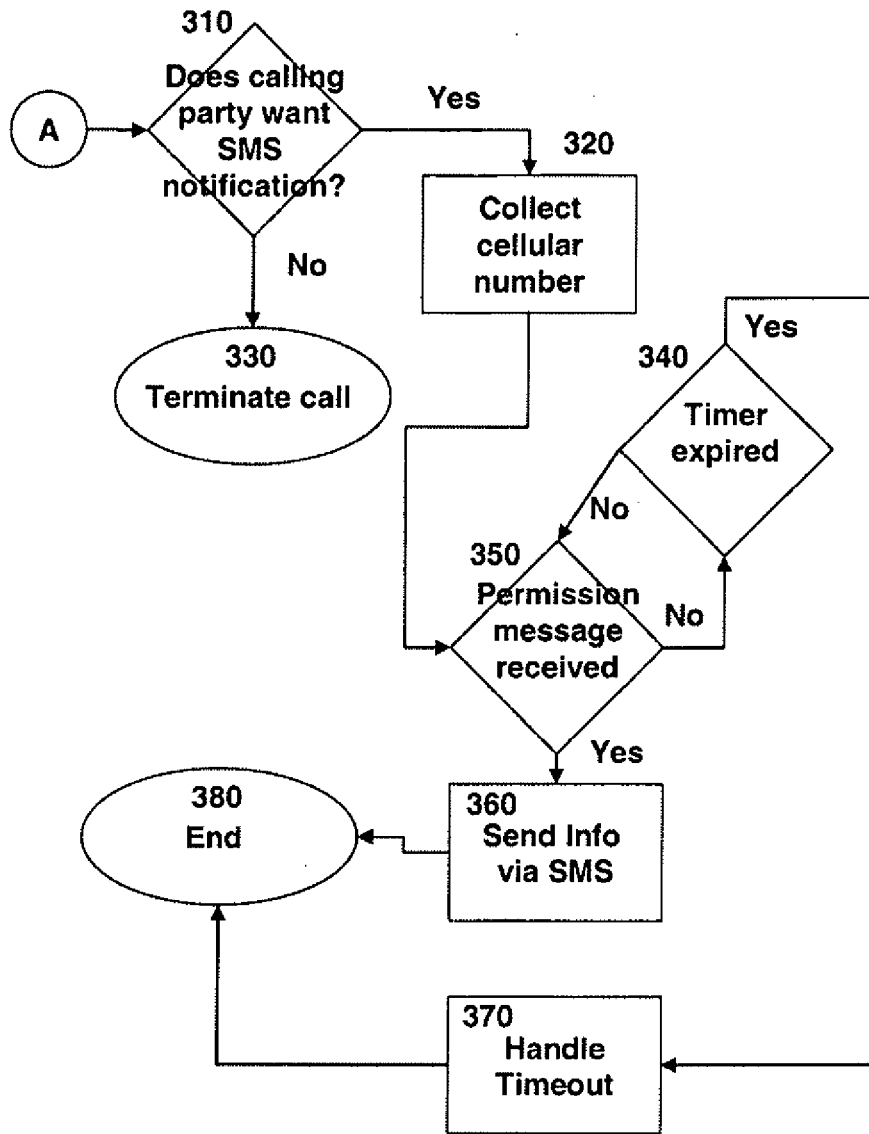 310
Does calling
party want
SMS
notification?
A
Yes
No
320
Collect
cellular
number
330
Terminate call
Yes
340
Timer
expired
No
350
Permission
message
received
No
Yes
380
End
360
Send Info
via SMS
370
Handle
Timeout